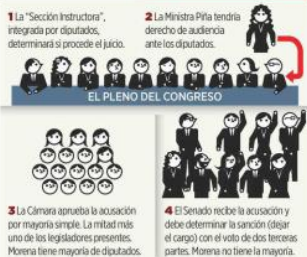 1 La "Sección Instructora",
integrada por diputados,
determinará si procede el juicio.
2 La Ministra Piña tendría
derecho de audiencia
ante los diputados.
EL PLENO DEL CONGRESO
3 La Cámara aprueba la acusación
por mayoría simple. La mitad más
uno de los legisladores presentes.
Morena tiene mayoría de diputados.
4 El Senado recibe la acusación y
debe determinar la sanción (dejar
el cargo) con el voto de dos terceras
partes. Morena no tiene la mayoría.